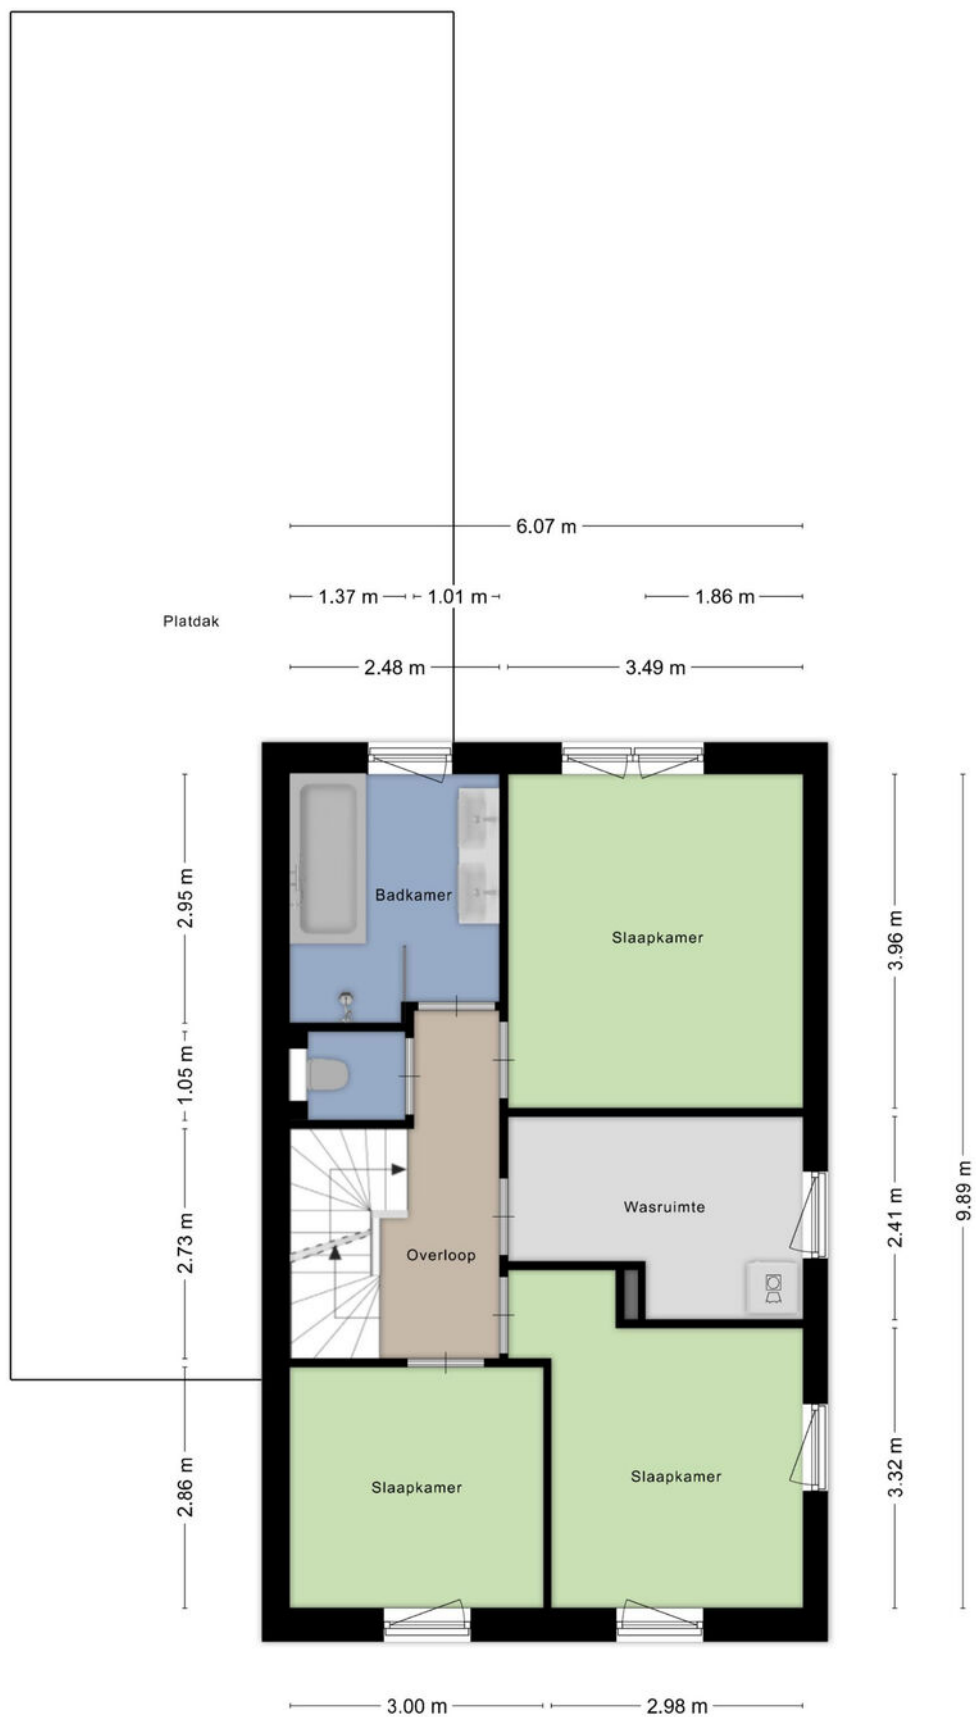 6.07 m
1.37 m
1.01 m
1.86 m
Platdak
2.48 m
3.49 m
2.95 m
Badkamer
Slaapkamer
3.96 m
1.05 m
9.89 m
2.73 m
Wasruimte
2.41 m
Overloop
2.86 m
Slaapkamer
Slaapkamer
3.32 m
3.00 m
2.98 m